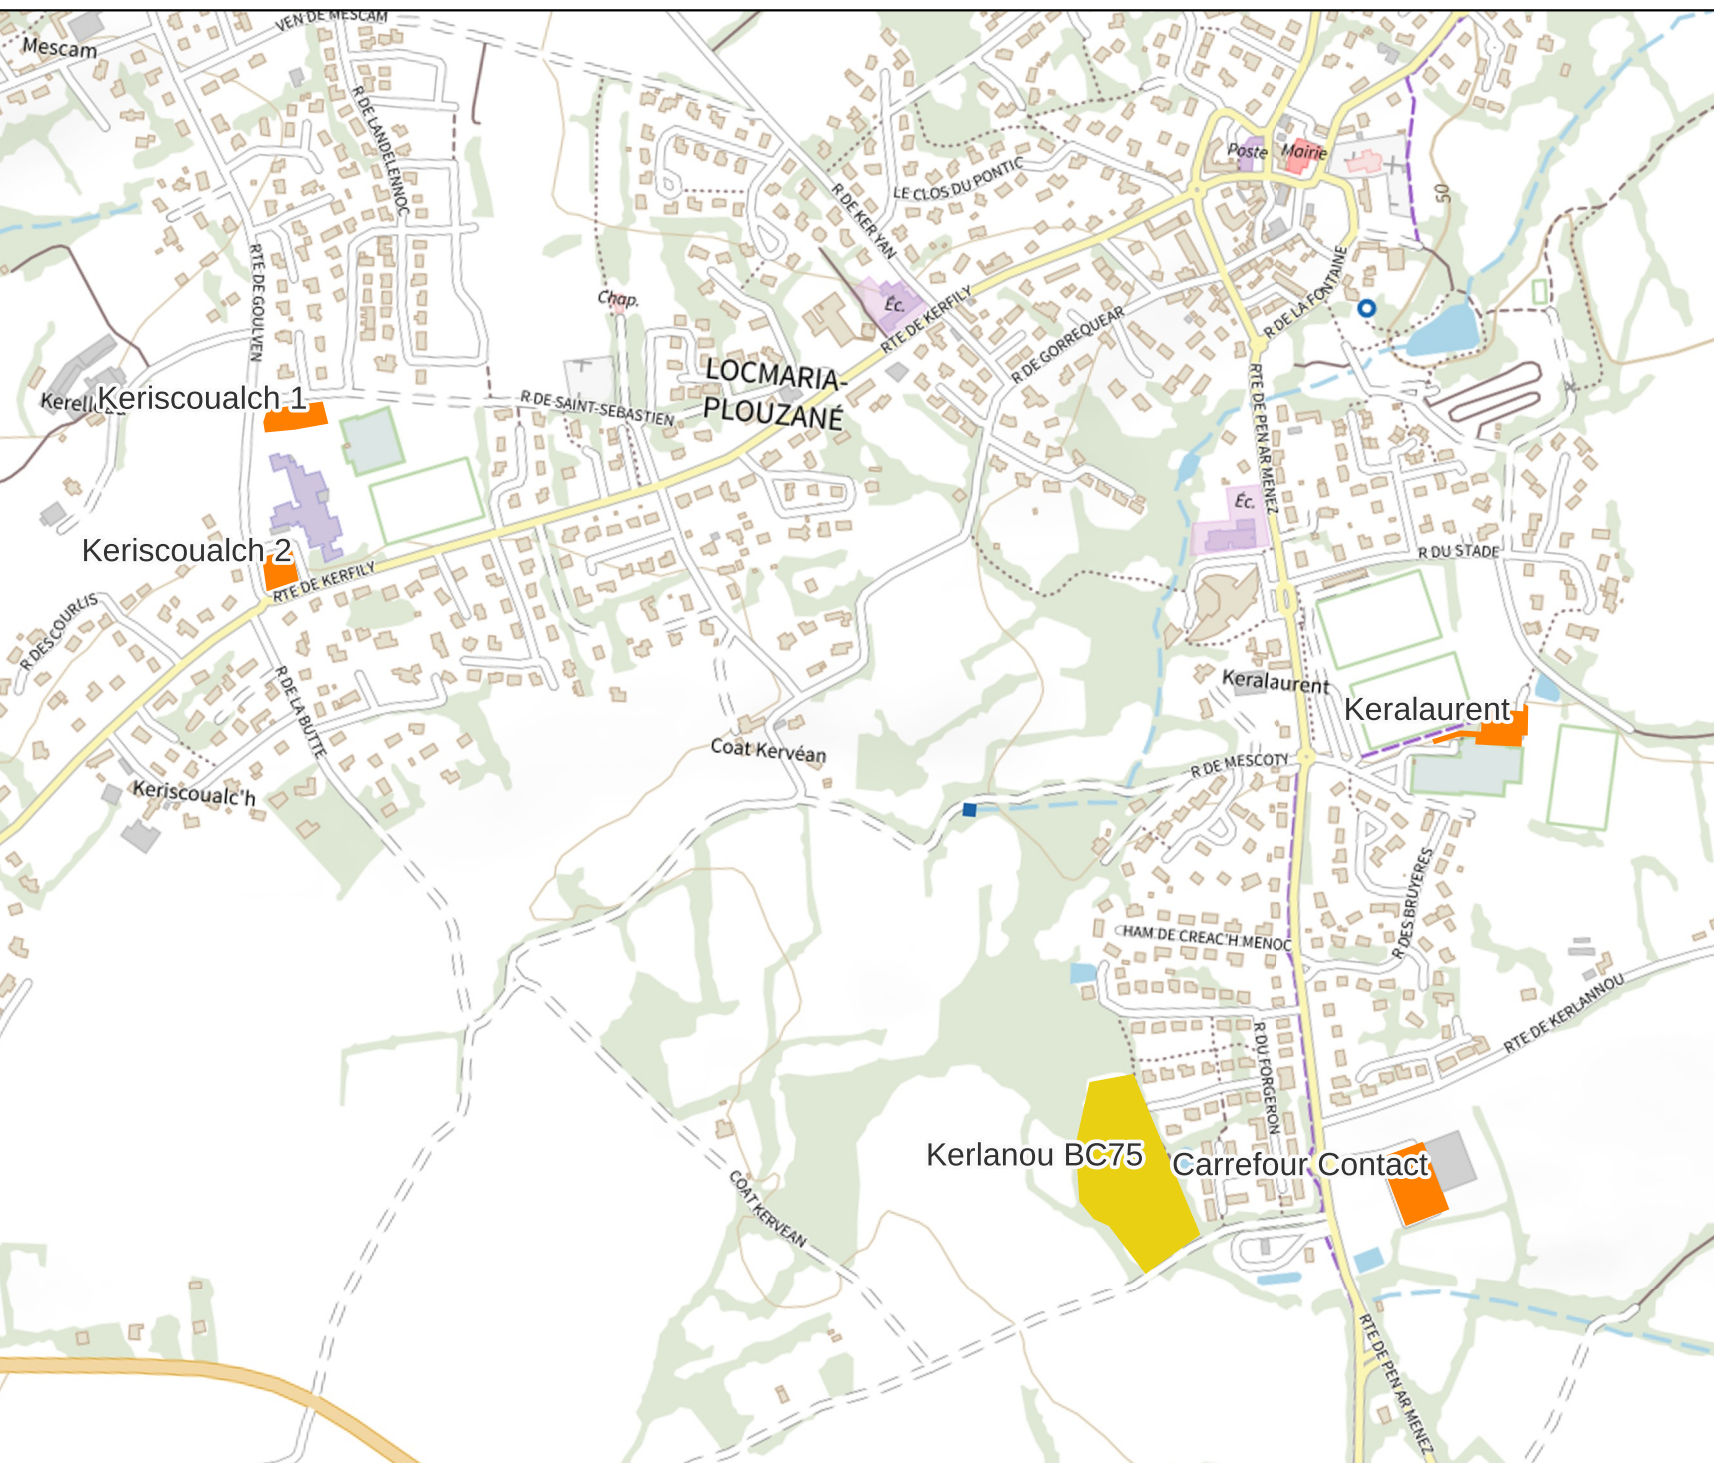 VEN DE MESCAM
Mescam
R DE LANDELENNOC
Poste
Mairie
LE CLOS DU PONTIC
R DE KER YAN
50
RTE DE GOULVEN
Chap.
Éc.
RTE DE KERFILY
R DE LA FONTAINE
R DE GORREQUEAR
LOCMARIA-
PLOUZANÉ
Keriscoualch 1
R DE SAINT-SEBASTIEN
RTE DE PEN AR MENEZ
Éc.
Keriscoualch 2
R DU STADE
RTE DE KERFILY
R DES COURLIS
R DE LA BUTTE
Keralaurent
Keralaurent
Coat Kervéan
R DE MESCOTY
Keriscoualc'h
R DES BRUYERES
HAM DE CREAC'H MENOC
RTE DE KERLANNOU
R DU FORGERON
Kerlanou BC75
Carrefour Contact
COAT KERVEAN
RTE DE PEN AR MENEZ